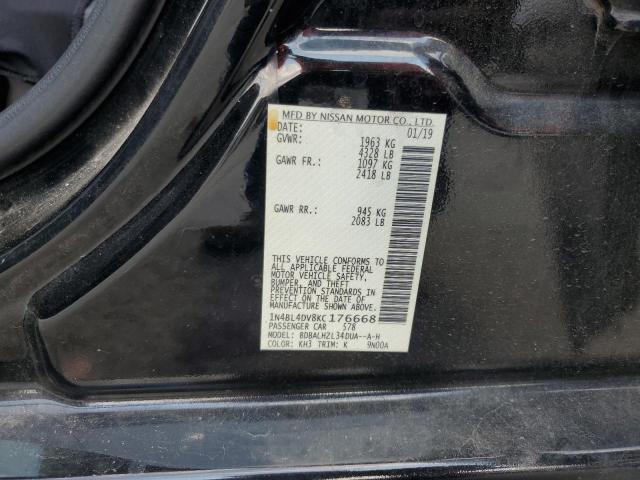 MFD BY NISSAN MOTOR CO., LTD.
DATE: 01/19
GVWR: 1963 KG
4328 LB
GAWR FR.: 1097 KG
2418 LB
GAWR RR.: 945 KG
2083 LB
THIS VEHICLE CONFORMS TO
ALL APPLICABLE FEDERAL
MOTOR VEHICLE SAFETY,
BUMPER, AND THEFT
PREVENTION STANDARDS IN
EFFECT ON THE DATE OF
MANUFACTURE SHOWN ABOVE.
1N4BL4DV8KC176668
PASSENGER CAR 578
MODEL: BDBALHZL34DUA--A-H
COLOR: KH3 TRIM: K 9N00A